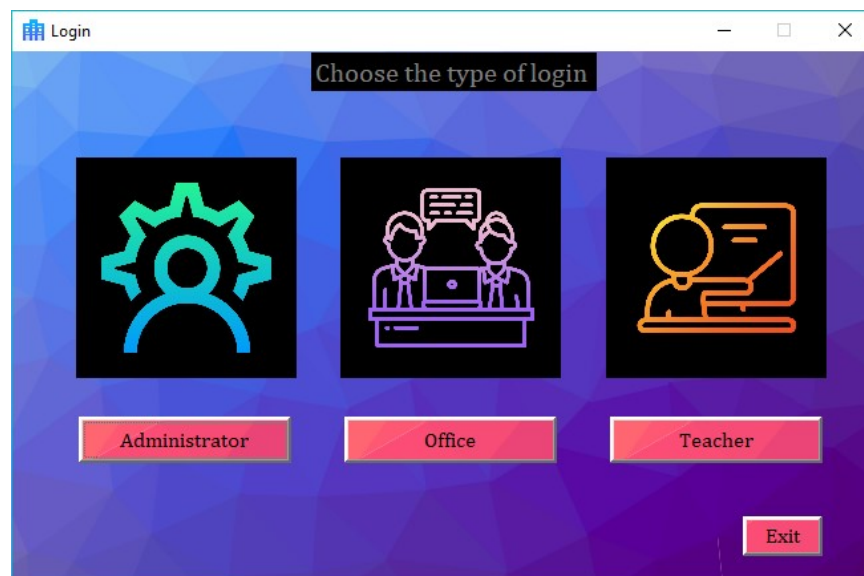 Login
Choose the type of login
Administrator
Office
Teacher
Exit